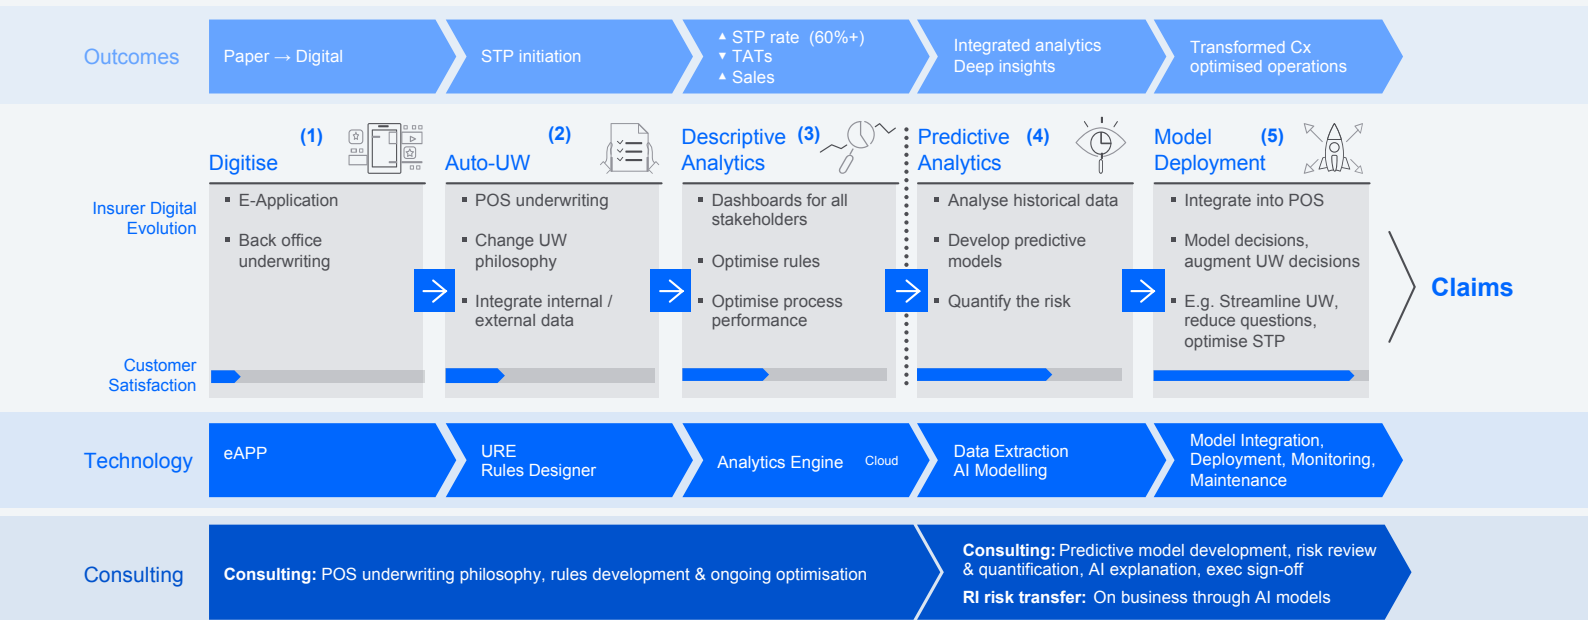 Outcomes
Paper → Digital
STP initiation
▲ STP rate (60%+)
▼ TATs
▲ Sales
Integrated analytics
Deep insights
Transformed Cx
optimised operations
(1)
Digitise
(2)
Auto-UW
Descriptive (3)
Analytics
Predictive (4)
Analytics
Model (5)
Deployment
Insurer Digital
Evolution
▪ E-Application
▪ Back office
underwriting
▪ POS underwriting
▪ Change UW
philosophy
▪ Integrate internal /
external data
▪ Dashboards for all
stakeholders
▪ Optimise rules
▪ Optimise process
performance
▪ Analyse historical data
▪ Develop predictive
models
▪ Quantify the risk
▪ Integrate into POS
▪ Model decisions,
augment UW decisions
▪ E.g. Streamline UW,
reduce questions,
optimise STP
Claims
Customer
Satisfaction
Technology
eAPP
URE
Rules Designer
Analytics Engine Cloud
Data Extraction
AI Modelling
Model Integration,
Deployment, Monitoring,
Maintenance
Consulting
Consulting: POS underwriting philosophy, rules development & ongoing optimisation
Consulting: Predictive model development, risk review
& quantification, AI explanation, exec sign-off
RI risk transfer: On business through AI models